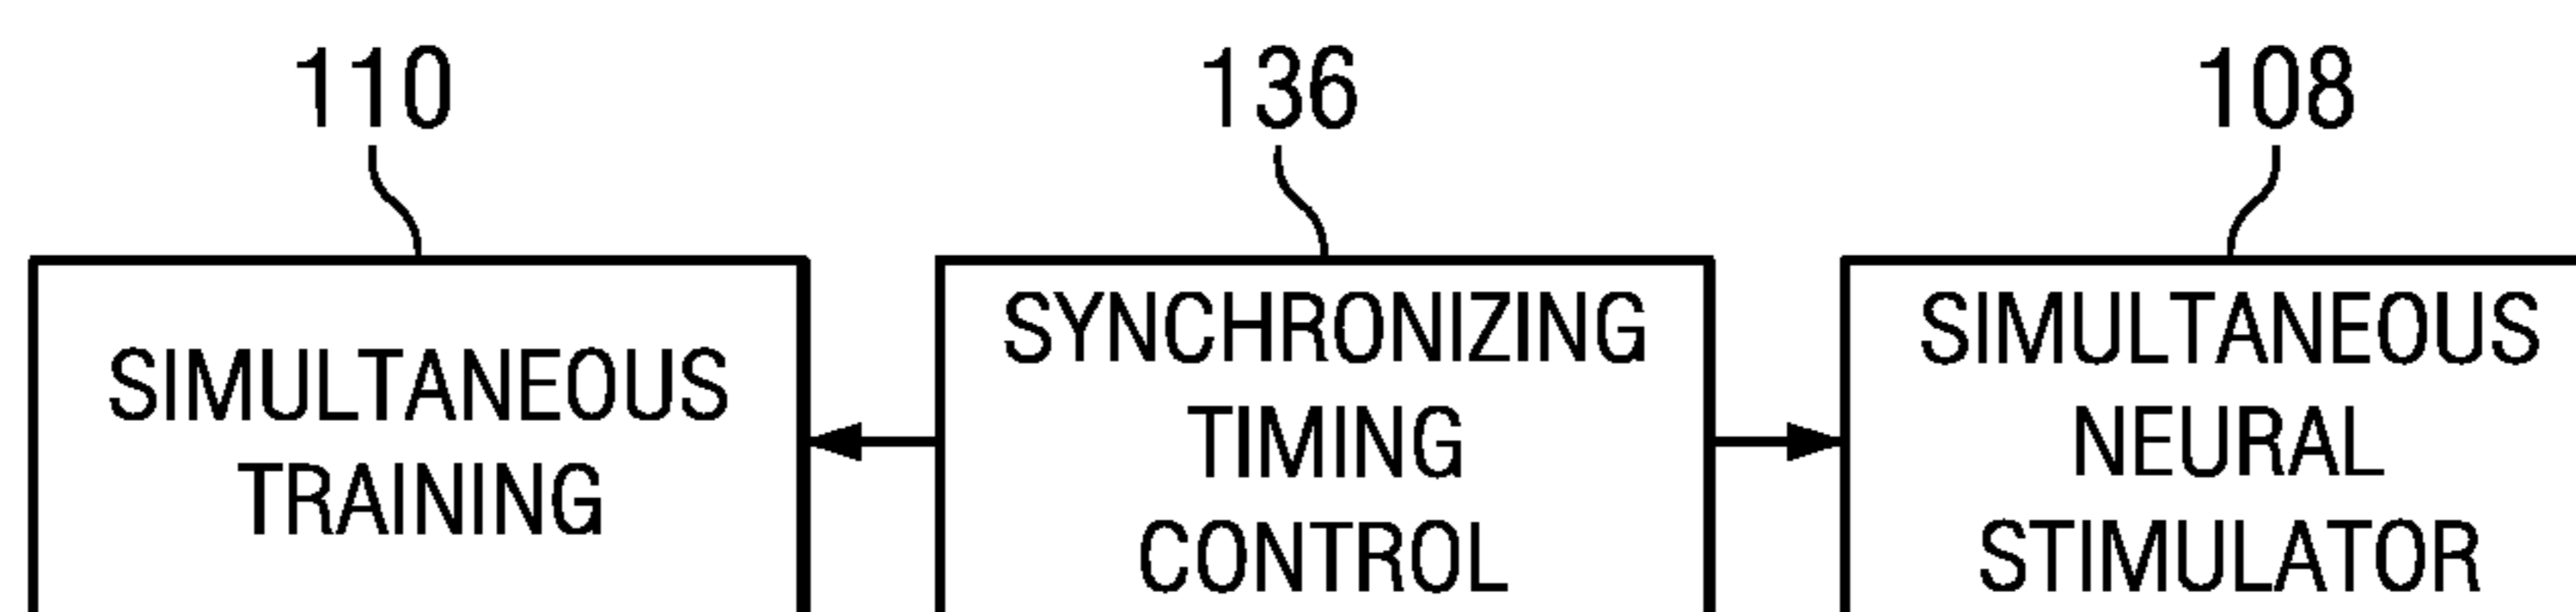 110
136
108
SIMULTANEOUS
TRAINING
SYNCHRONIZING
TIMING
CONTROL
SIMULTANEOUS
NEURAL
STIMULATOR